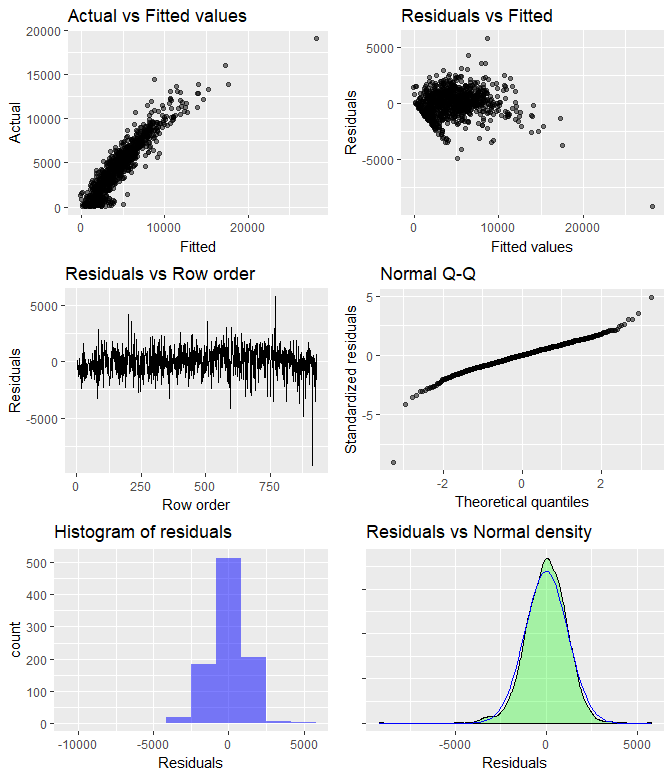 Actual vs Fitted values
20000
15000
10000
5000
0
Actual
0
10000
20000
Fitted
Residuals vs Fitted
5000
0
-5000
Residuals
0
10000
20000
Fitted values
Residuals vs Row order
5000
0
-5000
Residuals
0
250
500
750
Row order
Normal Q-Q
5
0
-5
Standardized residuals
-2
0
2
Theoretical quantiles
Histogram of residuals
500
400
300
200
100
0
count
-10000
-5000
0
5000
Residuals
Residuals vs Normal density
-5000
0
5000
Residuals